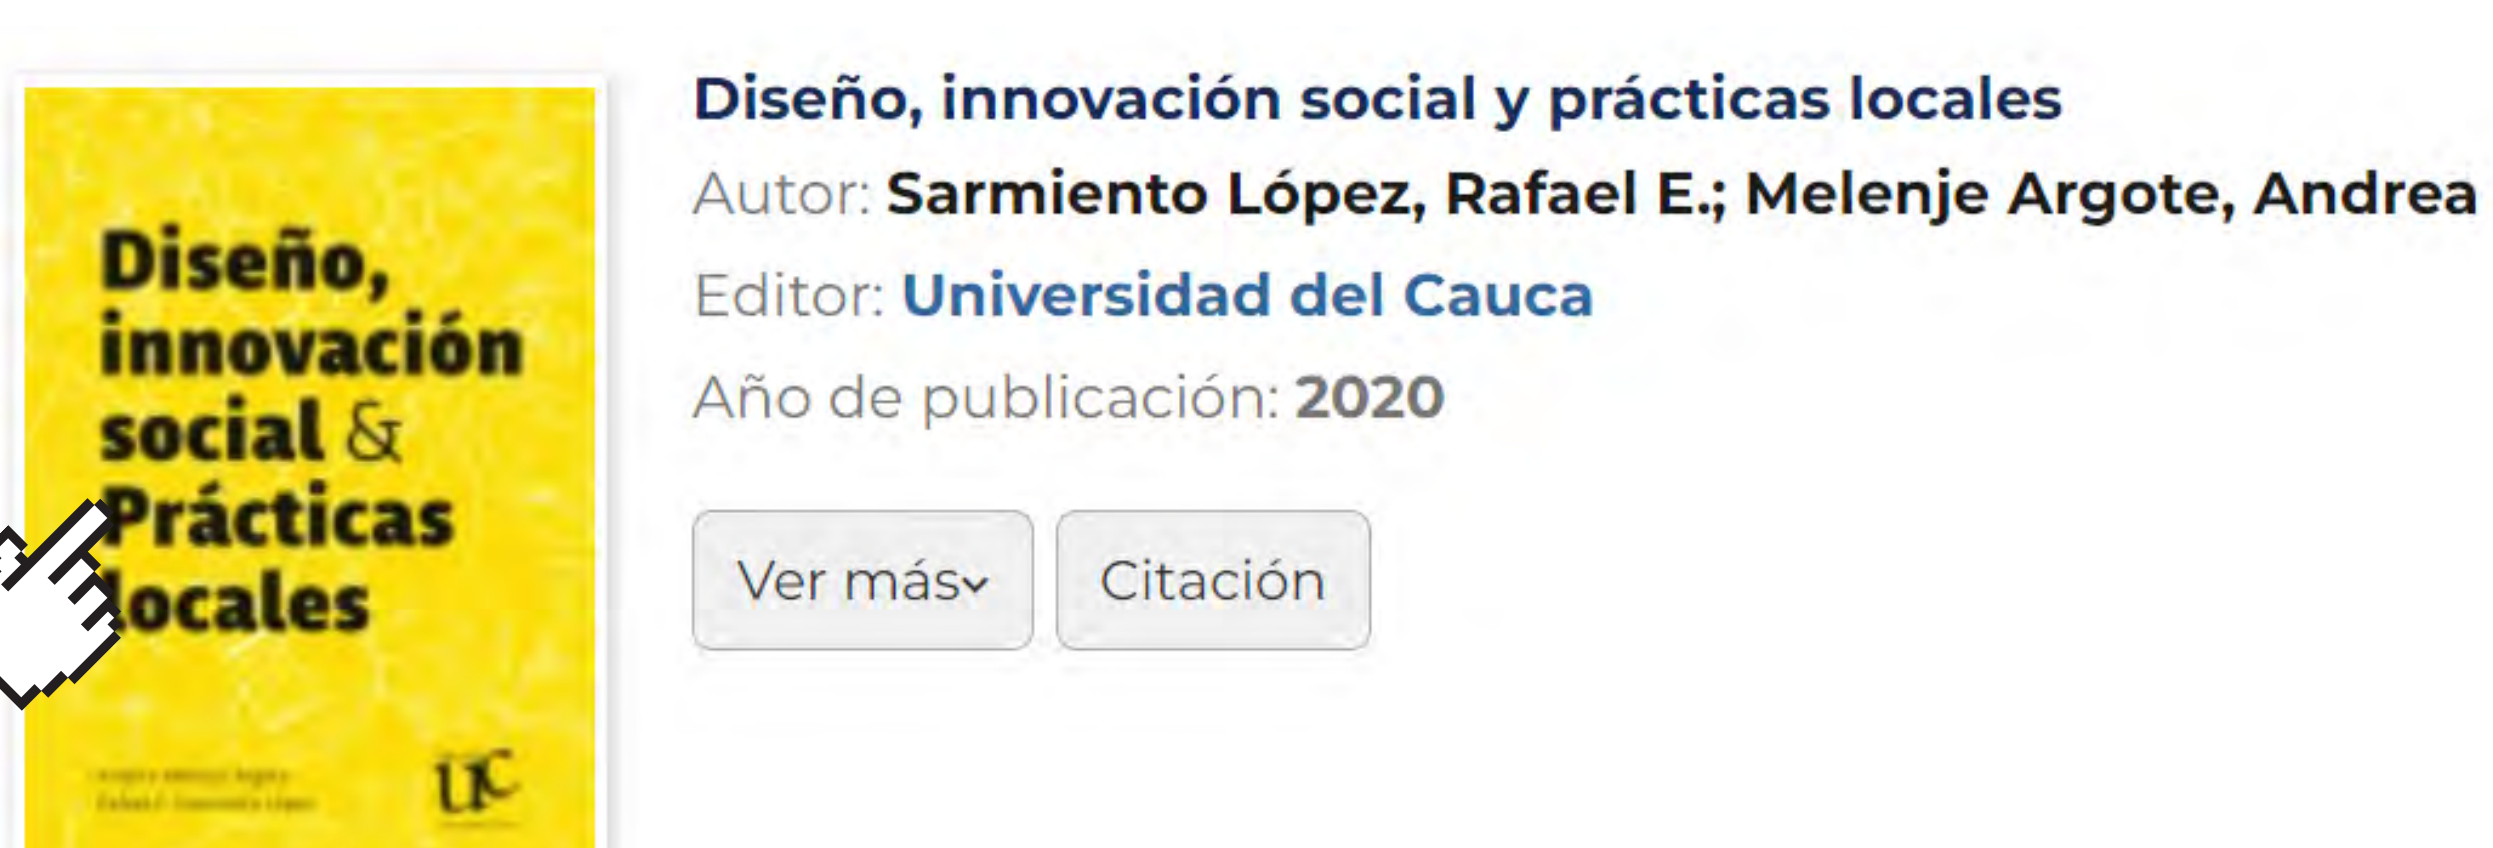 Diseño,
innovación
social &
Prácticas
locales
UC
Diseño, innovación social y prácticas locales
Autor: Sarmiento López, Rafael E.; Melenje Argote, Andrea
Editor: Universidad del Cauca
Año de publicación: 2020
Ver más
Citación